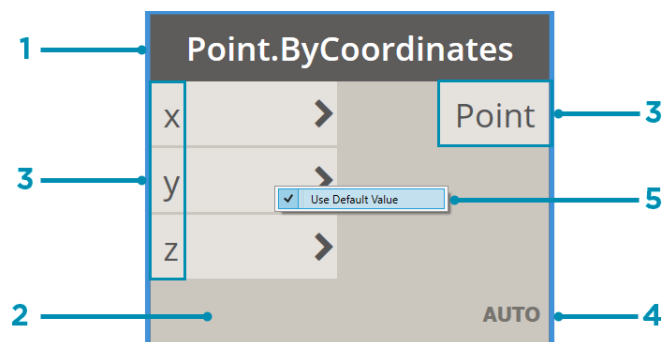 1 Point.ByCoordinates
x Point 3
3 y
✓ Use Default Value 5
z
2 AUTO 4